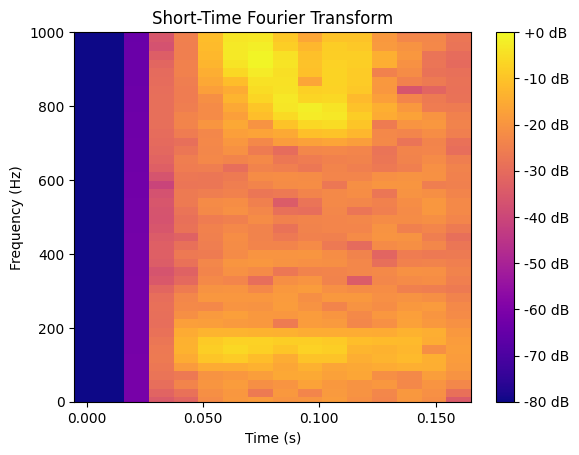 Short-Time Fourier Transform
1000
800
600
400
200
0
Frequency (Hz)
0.000
0.050
0.100
0.150
Time (s)
+0 dB
-10 dB
-20 dB
-30 dB
-40 dB
-50 dB
-60 dB
-70 dB
-80 dB